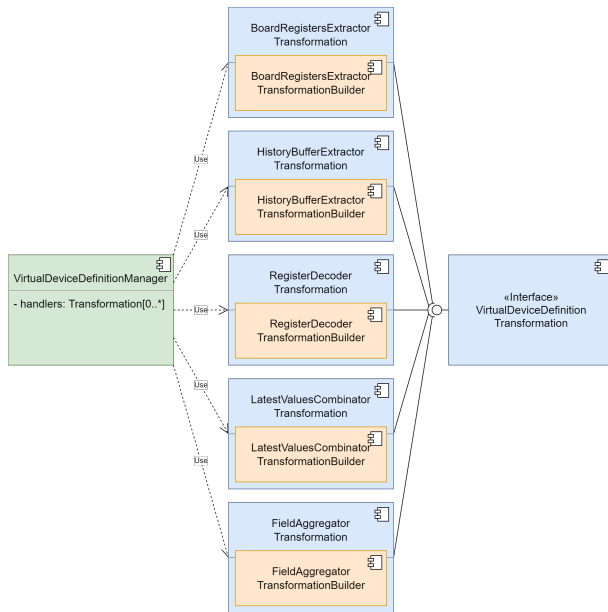 BoardRegistersExtractor
Transformation
BoardRegistersExtractor
TransformationBuilder
Use
HistoryBufferExtractor
Transformation
HistoryBufferExtractor
TransformationBuilder
Use
VirtualDeviceDefinitionManager
- handlers: Transformation[0..*]
Use
RegisterDecoder
Transformation
RegisterDecoder
TransformationBuilder
«Interface»
VirtualDeviceDefinition
Transformation
Use
LatestValuesCombinator
Transformation
LatestValuesCombinator
TransformationBuilder
Use
FieldAggregator
Transformation
FieldAggregator
TransformationBuilder